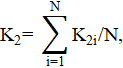 K₂= ∑_{i=1}^{N} K₂ᵢ/N,